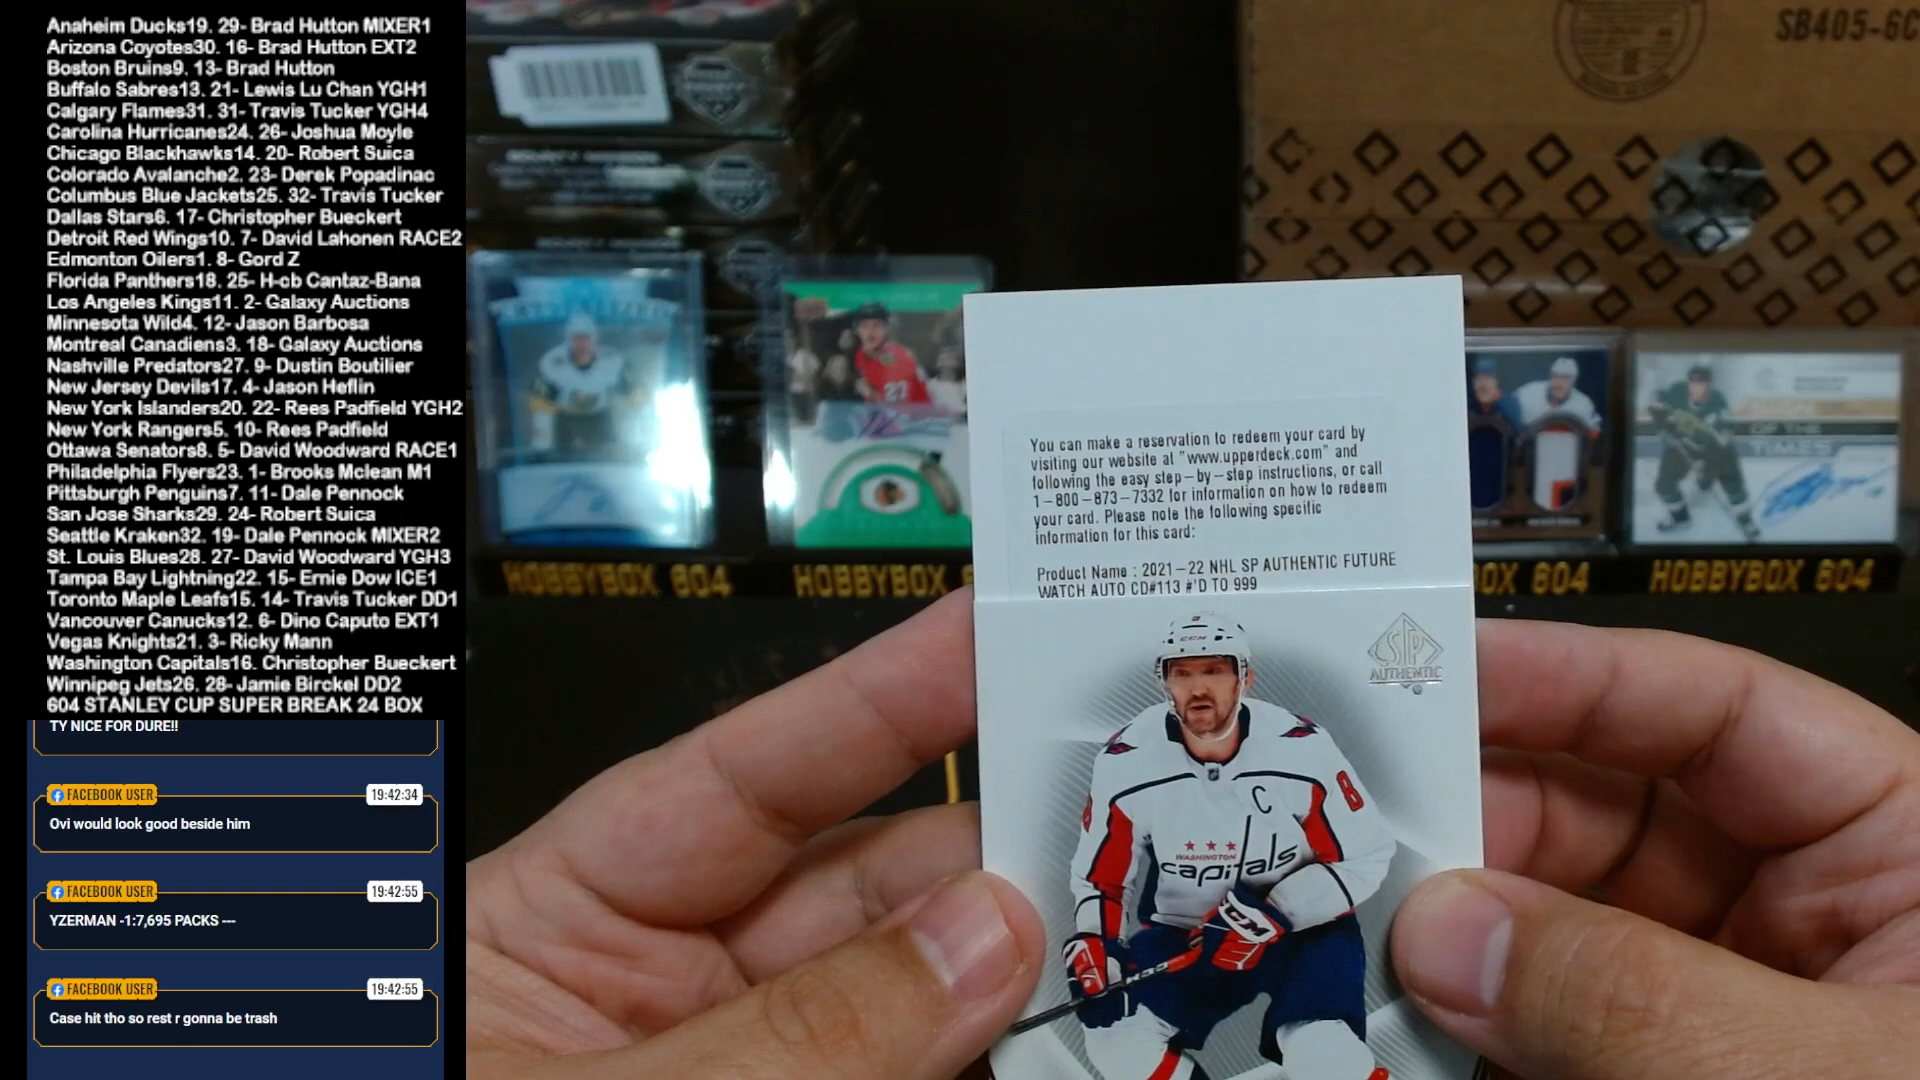 Anaheim Ducks19. 29- Brad Hutton MIXER1
Arizona Coyotes30. 16- Brad Hutton EXT2
Boston Bruins9. 13- Brad Hutton
Buffalo Sabres13. 21- Lewis Lu Chan YGH1
Calgary Flames31. 31- Travis Tucker YGH4
Carolina Hurricanes24. 26- Joshua Moyle
Chicago Blackhawks14. 20- Robert Suica
Colorado Avalanche2. 23- Derek Popadinac
Columbus Blue Jackets25. 32- Travis Tucker
Dallas Stars6. 17- Christopher Bueckert
Detroit Red Wings10. 7- David Lahonen RACE2
Edmonton Oilers1. 8- Gord Z
Florida Panthers18. 25- H-cb Cantaz-Bana
Los Angeles Kings11. 2- Galaxy Auctions
Minnesota Wild4. 12- Jason Barbosa
Montreal Canadiens3. 18- Galaxy Auctions
Nashville Predators27. 9- Dustin Boutilier
New Jersey Devils17. 4- Jason Heflin
New York Islanders20. 22- Rees Padfield YGH2
New York Rangers5. 10- Rees Padfield
Ottawa Senators8. 5- David Woodward RACE1
Philadelphia Flyers23. 1- Brooks Mclean M1
Pittsburgh Penguins7. 11- Dale Pennock
San Jose Sharks29. 24- Robert Suica
Seattle Kraken32. 19- Dale Pennock MIXER2
St. Louis Blues28. 27- David Woodward YGH3
Tampa Bay Lightning22. 15- Ernie Dow ICE1
Toronto Maple Leafs15. 14- Travis Tucker DD1
Vancouver Canucks12. 6- Dino Caputo EXT1
Vegas Knights21. 3- Ricky Mann
Washington Capitals16. Christopher Bueckert
Winnipeg Jets26. 28- Jamie Birckel DD2
604 STANLEY CUP SUPER BREAK 24 BOX
TY NICE FOR DURE!!
FACEBOOK USER 19:42:34
Ovi would look good beside him
FACEBOOK USER 19:42:55
YZERMAN -1:7,695 PACKS ---
FACEBOOK USER 19:42:55
Case hit tho so rest r gonna be trash
SB405-6C
27
OF THE
TIMES
HOBBYBOX 604
HOBBYBOX
OX 604
HOBBYBOX 604
You can make a reservation to redeem your card by
visiting our website at "www.upperdeck.com" and
following the easy step-by-step instructions, or call
1-800-873-7332 for information on how to redeem
your card. Please note the following specific
information for this card:
Product Name : 2021-22 NHL SP AUTHENTIC FUTURE
WATCH AUTO CD#113 #'D TO 999
SP
AUTHENTIC
CCM
C
8
WASHINGTON
capitals
CCM